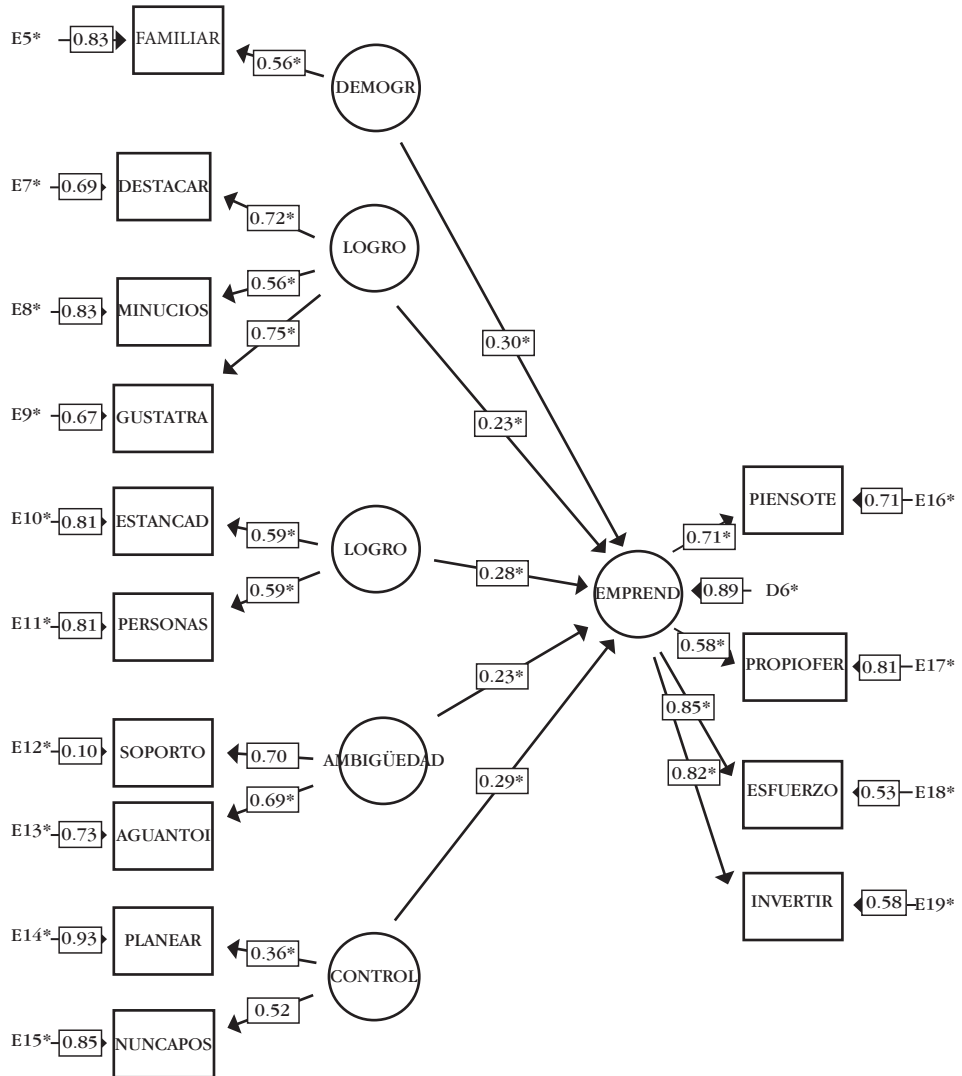 E5* 0.83 FAMILIAR
0.56*
DEMOGR
E7* 0.69 DESTACAR
0.72*
LOGRO
E8* 0.83 MINUCIOS
0.56*
0.75*
0.30*
E9* 0.67 GUSTATRA
0.23*
E10* 0.81 ESTANCAD
0.59*
LOGRO
0.28*
E11* 0.81 PERSONAS
0.59*
PIENSOTE 0.71 E16*
0.71*
EMPREND 0.89 D6*
0.58*
PROPIOFER 0.81 E17*
0.85*
0.82*
ESFUERZO 0.53 E18*
INVERTIR 0.58 E19*
0.23*
E12* 0.10 SOPORTO
0.70
AMBIGÜEDAD
0.69*
E13* 0.73 AGUANTOI
0.29*
E14* 0.93 PLANEAR
0.36*
CONTROL
0.52
E15* 0.85 NUNCAPOS